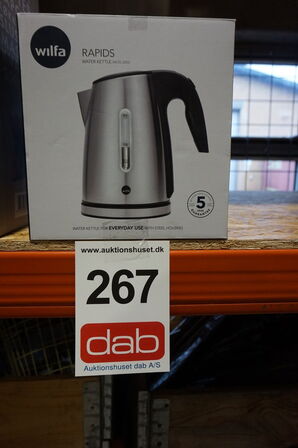 wilfa
RAPIDS
WATER KETTLE
5
GUARANTEE
WATER KETTLE FOR EVERYDAY USE WITH STEEL HOUSING
www.auktionshuset.dk
267
dab
Auktionshuset dab A/S